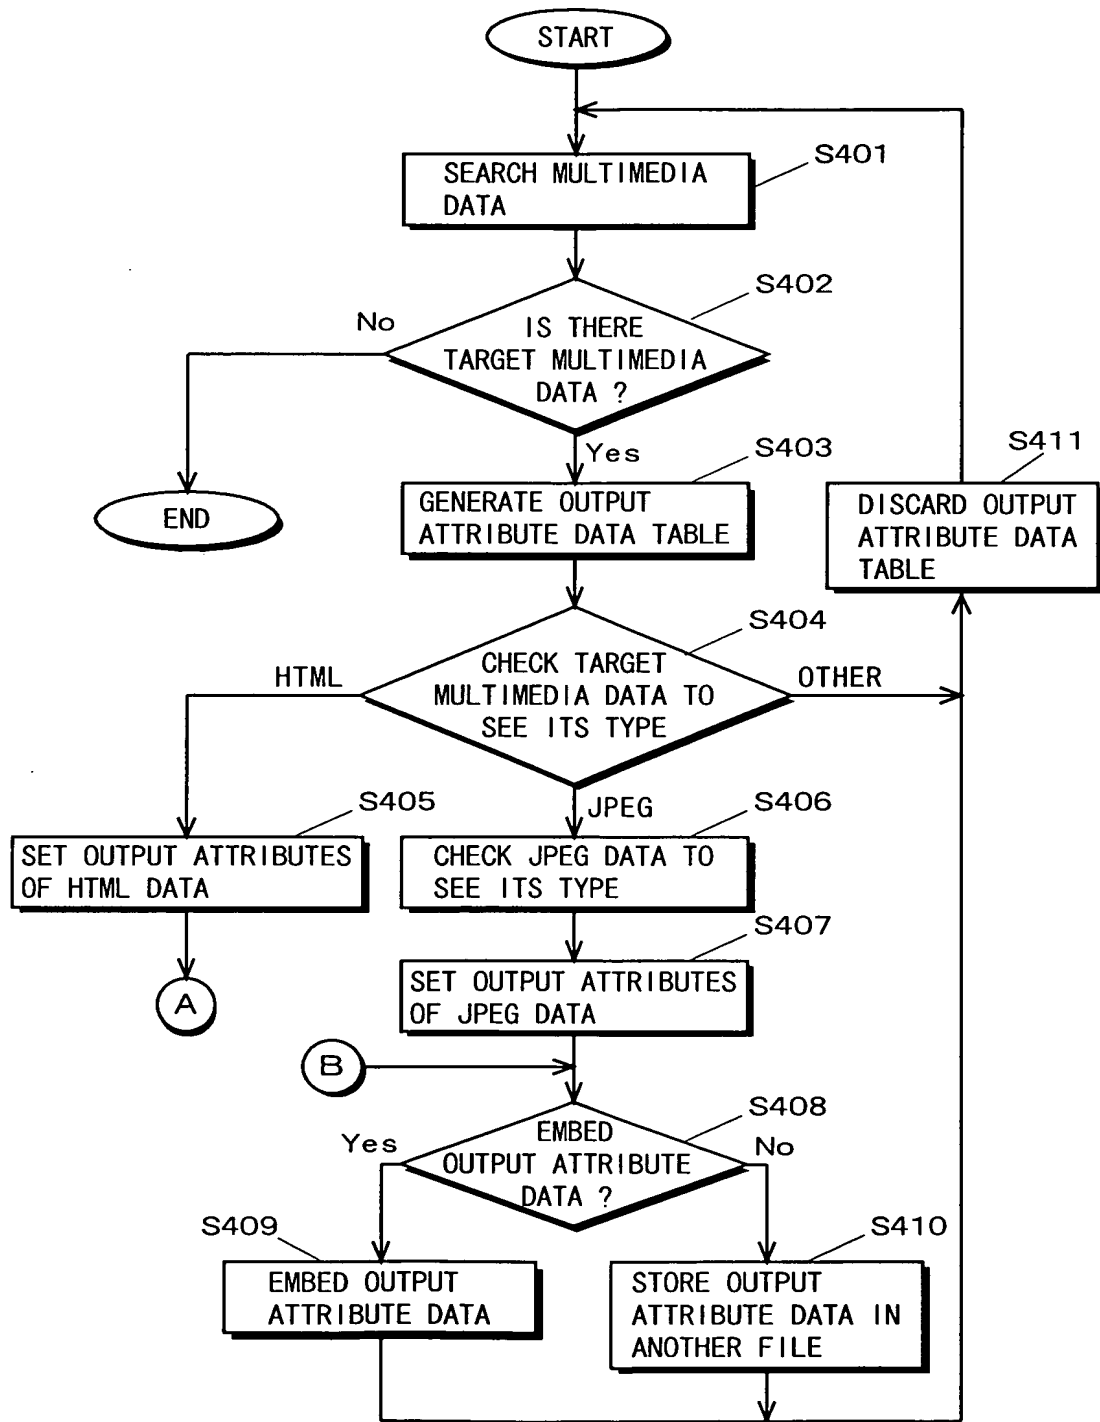 START
S401
SEARCH MULTIMEDIA
DATA
S402
No
IS THERE
TARGET MULTIMEDIA
DATA ?
Yes
S403
S411
END
GENERATE OUTPUT
ATTRIBUTE DATA TABLE
DISCARD OUTPUT
ATTRIBUTE DATA
TABLE
S404
HTML
CHECK TARGET
MULTIMEDIA DATA TO
SEE ITS TYPE
OTHER
JPEG
S405
S406
SET OUTPUT ATTRIBUTES
OF HTML DATA
CHECK JPEG DATA TO
SEE ITS TYPE
S407
A
SET OUTPUT ATTRIBUTES
OF JPEG DATA
B
S408
Yes
EMBED
OUTPUT ATTRIBUTE
DATA ?
No
S409
S410
EMBED OUTPUT
ATTRIBUTE DATA
STORE OUTPUT
ATTRIBUTE DATA IN
ANOTHER FILE